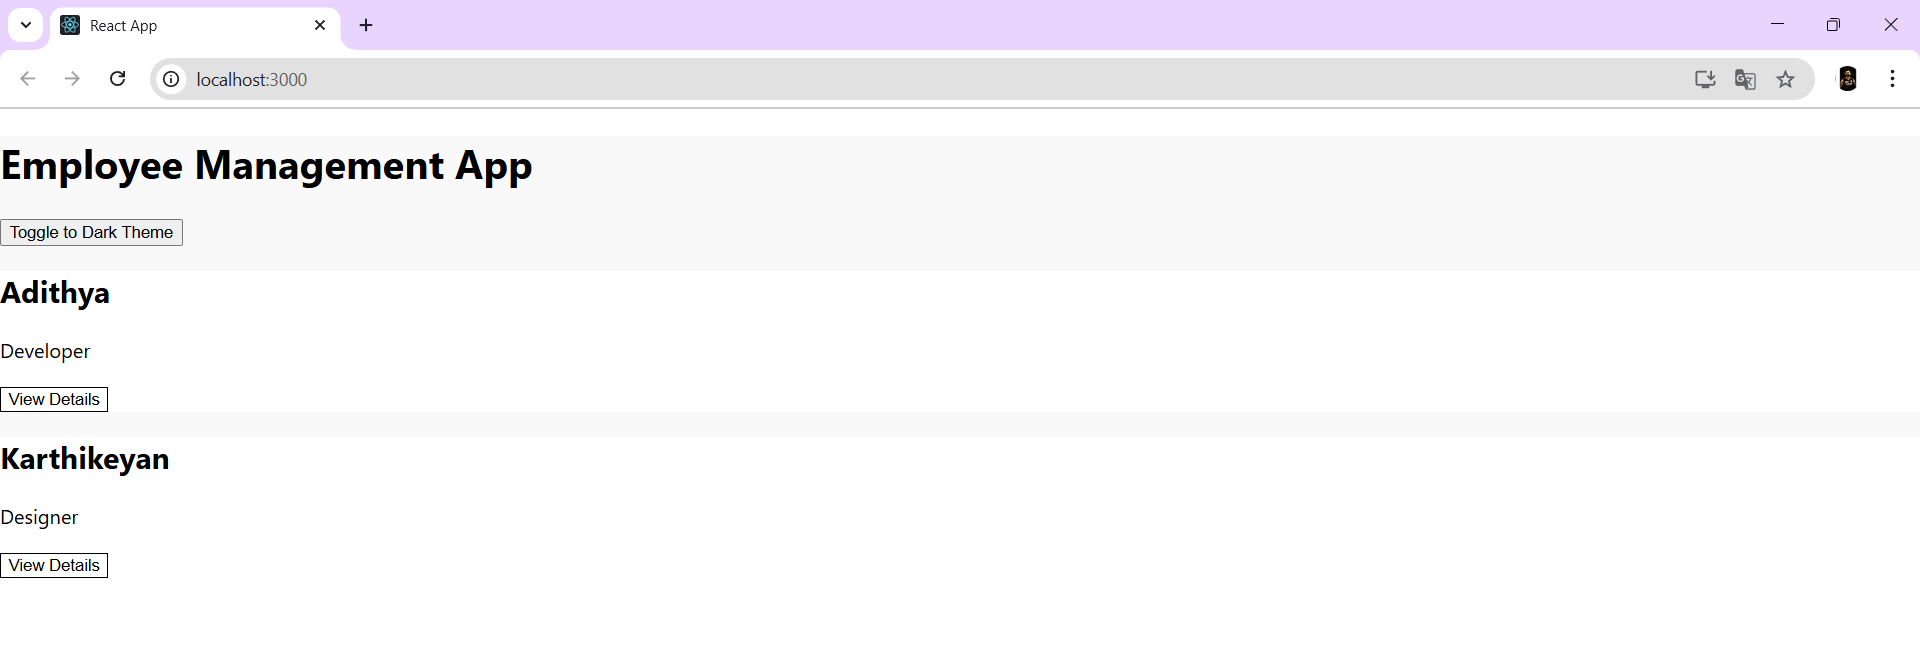 React App
localhost:3000
Employee Management App
Toggle to Dark Theme
Adithya
Developer
View Details
Karthikeyan
Designer
View Details